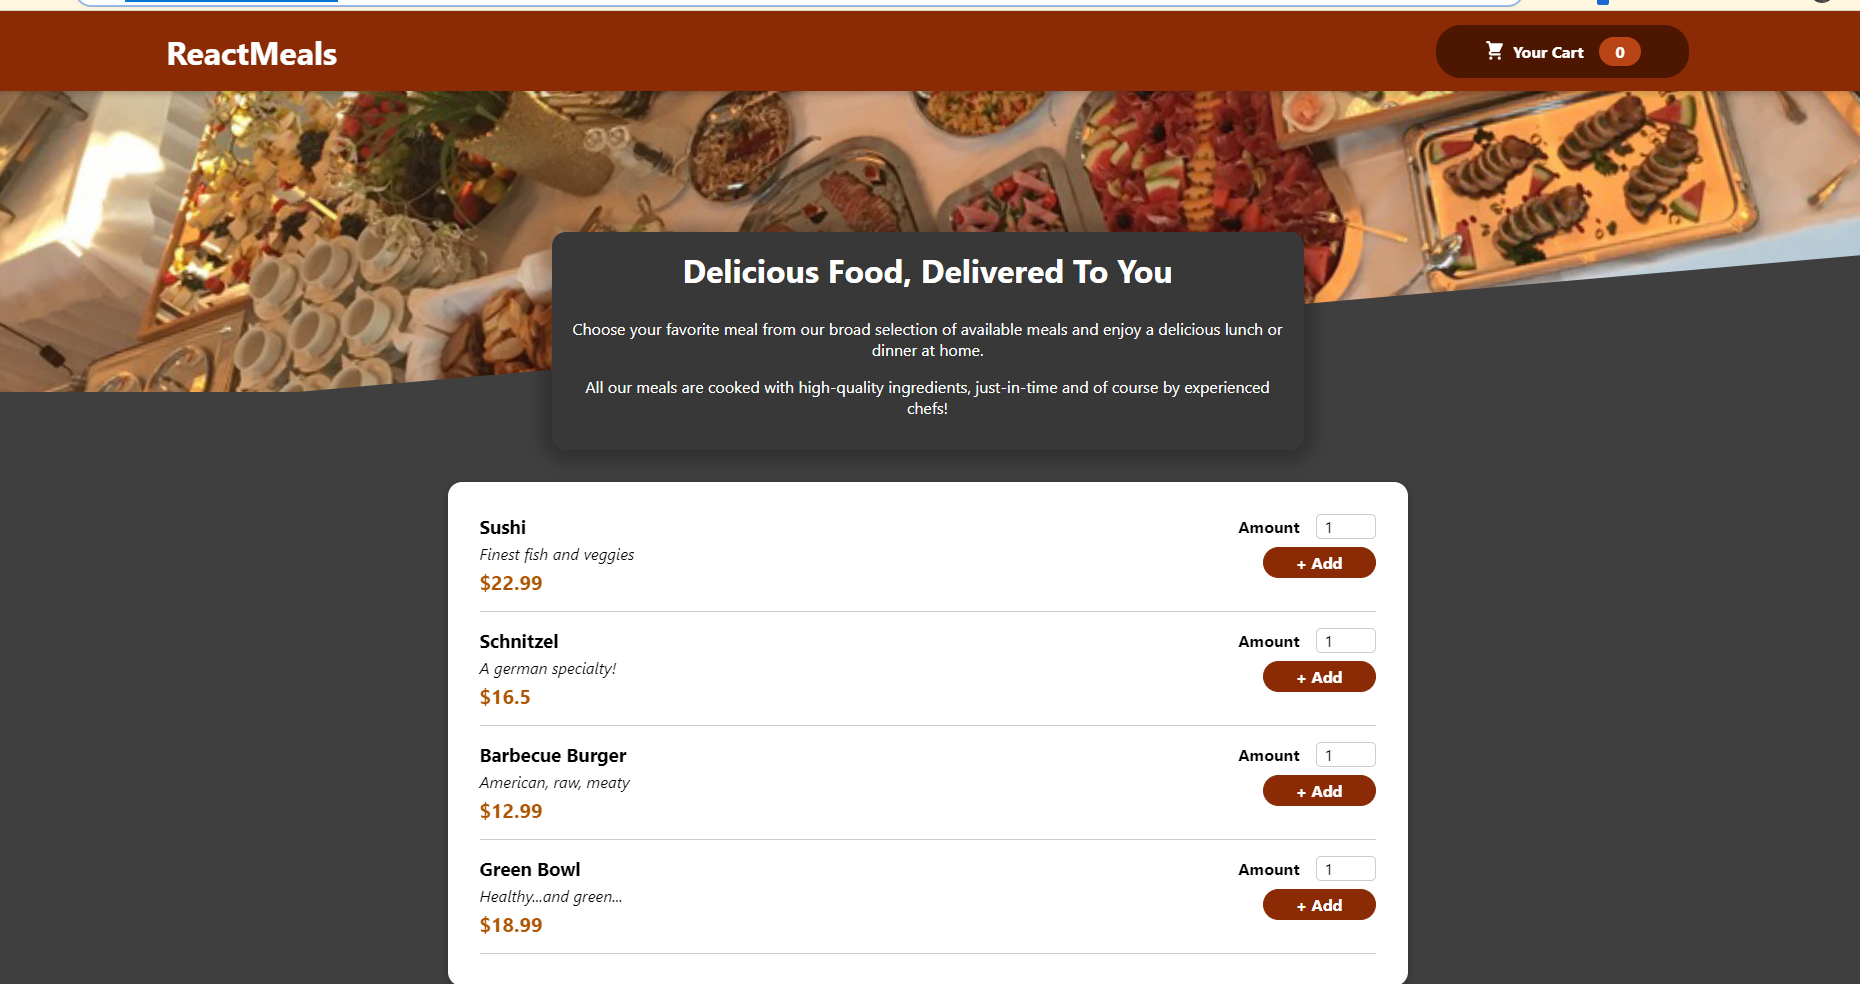 ReactMeals
Your Cart 0
Delicious Food, Delivered To You
Choose your favorite meal from our broad selection of available meals and enjoy a delicious lunch or
dinner at home.
All our meals are cooked with high-quality ingredients, just-in-time and of course by experienced
chefs!
Sushi
Finest fish and veggies
$22.99
Amount 1
+ Add
Schnitzel
A german specialty!
$16.5
Amount 1
+ Add
Barbecue Burger
American, raw, meaty
$12.99
Amount 1
+ Add
Green Bowl
Healthy...and green...
$18.99
Amount 1
+ Add